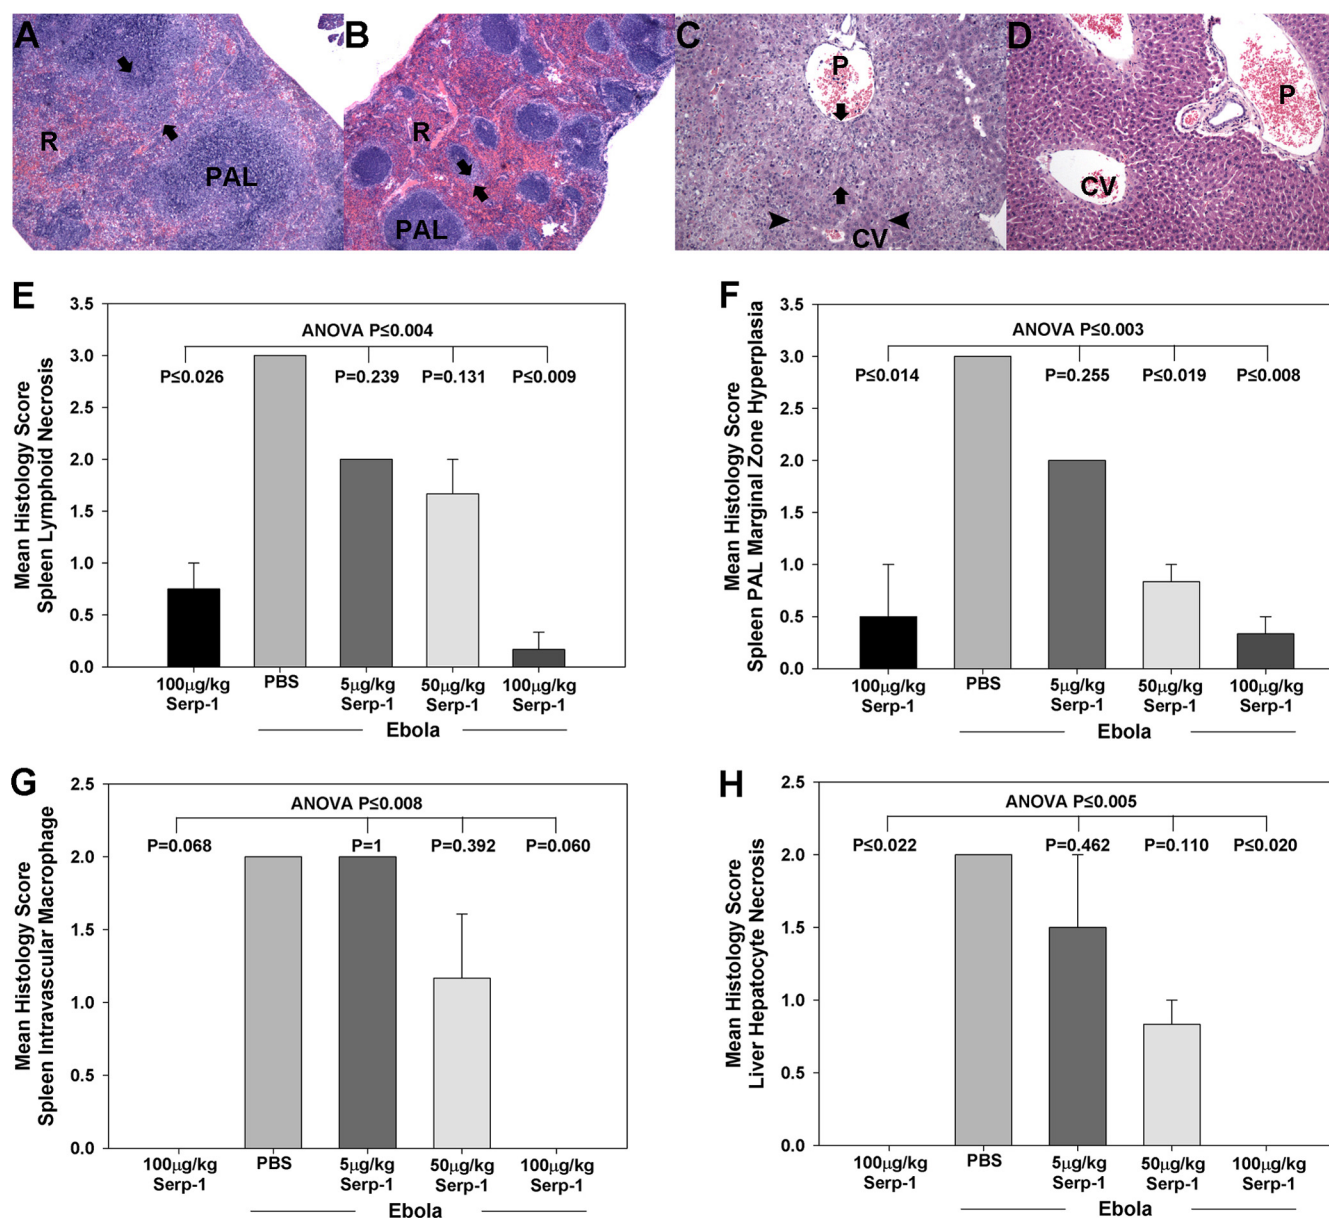 A
B
C
D
R
PAL
R
PAL
P
CV
P
CV
E
Mean Histology Score
Spleen Lymphoid Necrosis
3.5
3.0
2.5
2.0
1.5
1.0
0.5
0.0
ANOVA P≤0.004
P≤0.026
P=0.239
P=0.131
P≤0.009
100μg/kg
Serp-1
PBS
5μg/kg
Serp-1
50μg/kg
Serp-1
100μg/kg
Serp-1
Ebola
F
Mean Histology Score
Spleen PAL Marginal Zone Hyperplasia
3.5
3.0
2.5
2.0
1.5
1.0
0.5
0.0
ANOVA P≤0.003
P≤0.014
P=0.255
P≤0.019
P≤0.008
100μg/kg
Serp-1
PBS
5μg/kg
Serp-1
50μg/kg
Serp-1
100μg/kg
Serp-1
Ebola
G
Mean Histology Score
Spleen Intravascular Macrophage
2.5
2.0
1.5
1.0
0.5
0.0
ANOVA P≤0.008
P=0.068
P=1
P=0.392
P=0.060
100μg/kg
Serp-1
PBS
5μg/kg
Serp-1
50μg/kg
Serp-1
100μg/kg
Serp-1
Ebola
H
Mean Histology Score
Liver Hepatocyte Necrosis
2.5
2.0
1.5
1.0
0.5
0.0
ANOVA P≤0.005
P≤0.022
P=0.462
P=0.110
P≤0.020
100μg/kg
Serp-1
PBS
5μg/kg
Serp-1
50μg/kg
Serp-1
100μg/kg
Serp-1
Ebola